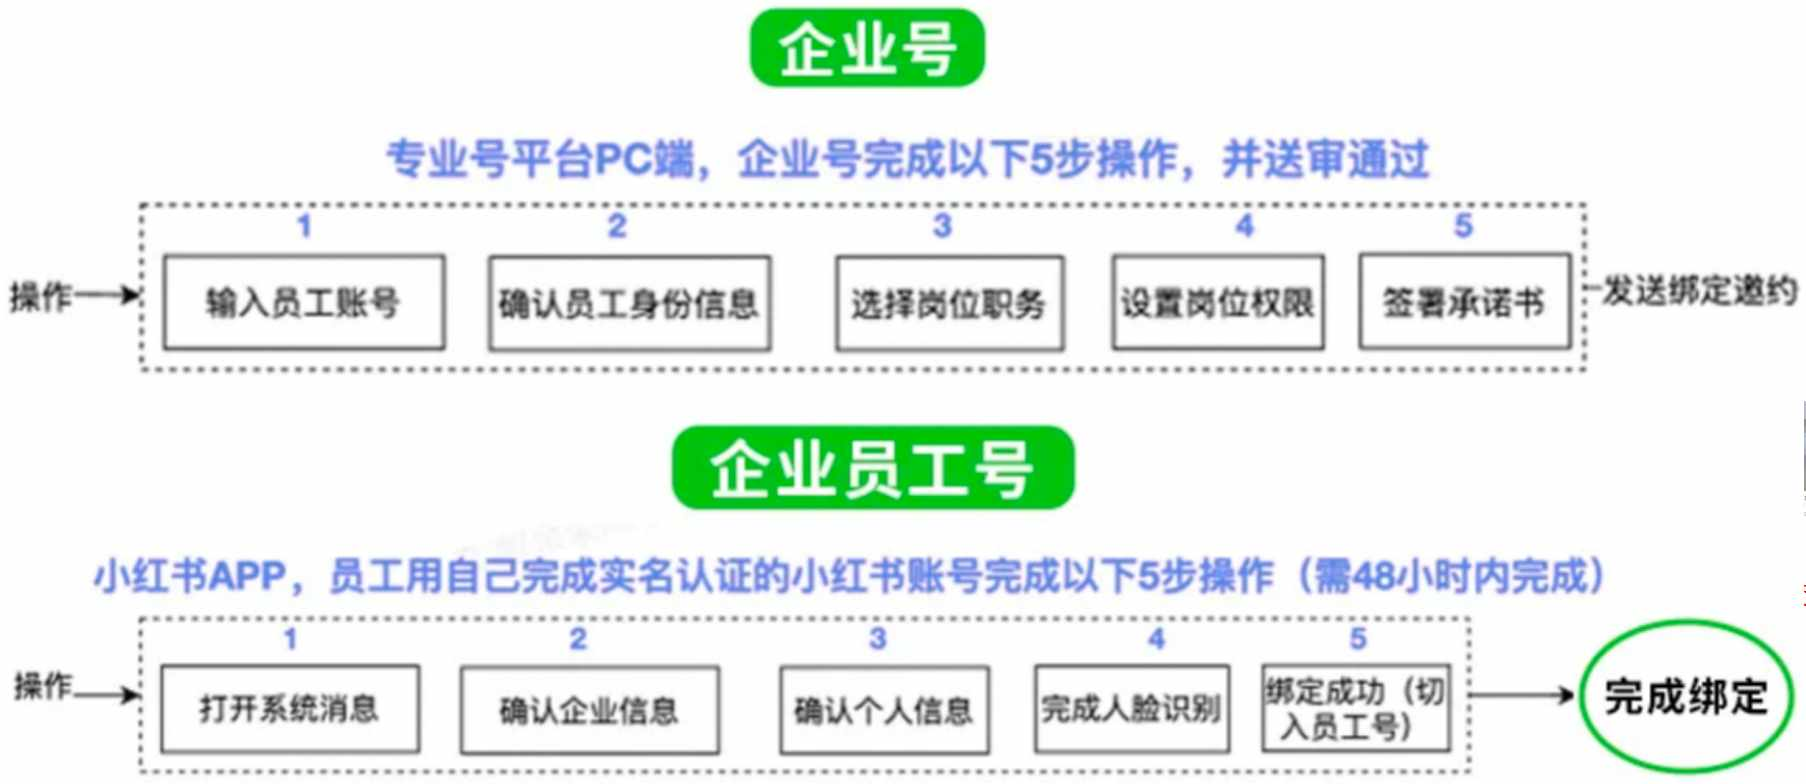 企业号
专业号平台PC端，企业号完成以下5步操作，并送审通过
1 2 3 4 5
操作 输入员工账号 确认员工身份信息 选择岗位职务 设置岗位权限 签署承诺书 发送绑定邀约
企业员工号
小红书APP，员工用自己完成实名认证的小红书账号完成以下5步操作（需48小时内完成）
1 2 3 4 5
操作 打开系统消息 确认企业信息 确认个人信息 完成人脸识别 绑定成功（切
入员工号） 完成绑定